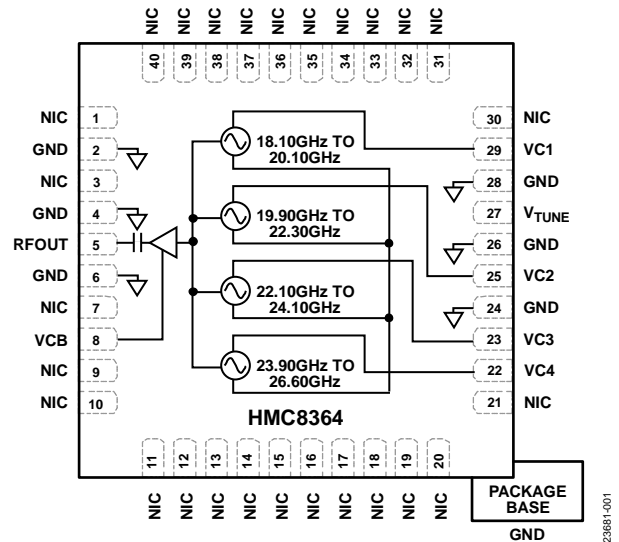 NIC NIC NIC NIC NIC NIC NIC NIC NIC NIC
40 39 38 37 36 35 34 33 32 31
NIC 1
GND 2
NIC 3
GND 4
RFOUT 5
GND 6
NIC 7
VCB 8
NIC 9
NIC 10
18.10GHz TO
20.10GHz
19.90GHz TO
22.30GHz
22.10GHz TO
24.10GHz
23.90GHz TO
26.60GHz
HMC8364
30 NIC
29 VC1
28 GND
27 VTUNE
26 GND
25 VC2
24 GND
23 VC3
22 VC4
21 NIC
11 12 13 14 15 16 17 18 19 20
NIC NIC NIC NIC NIC NIC NIC NIC NIC NIC
PACKAGE
BASE
GND
23681-001